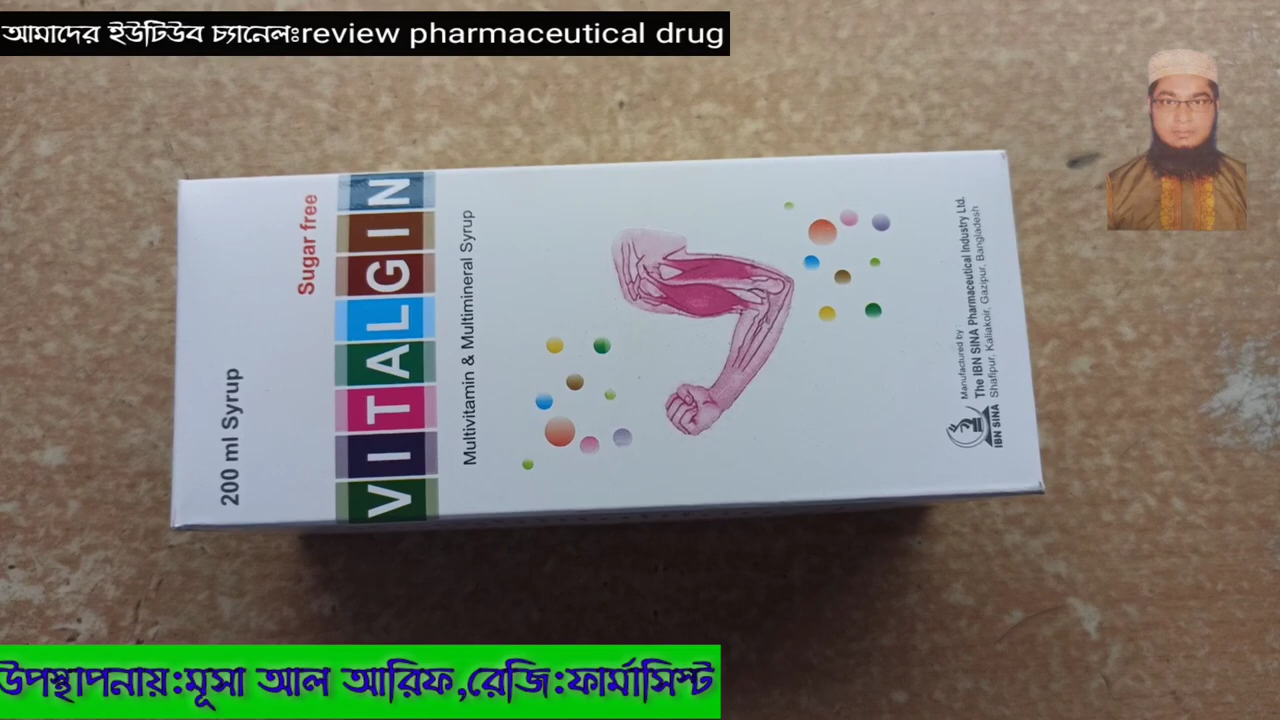 আমাদের ইউটিউব চ্যানেলঃreview pharmaceutical drug
200 ml Syrup
Sugar free
VITALGIN
Multivitamin & Multimineral Syrup
Manufactured by
The IBN SINA Pharmaceutical Industry Ltd.
Shafipur, Kaliakoir, Gazipur, Bangladesh
IBN SINA
উপস্থাপনায়:মূসা আল আরিফ,রেজি:ফার্মাসিস্ট